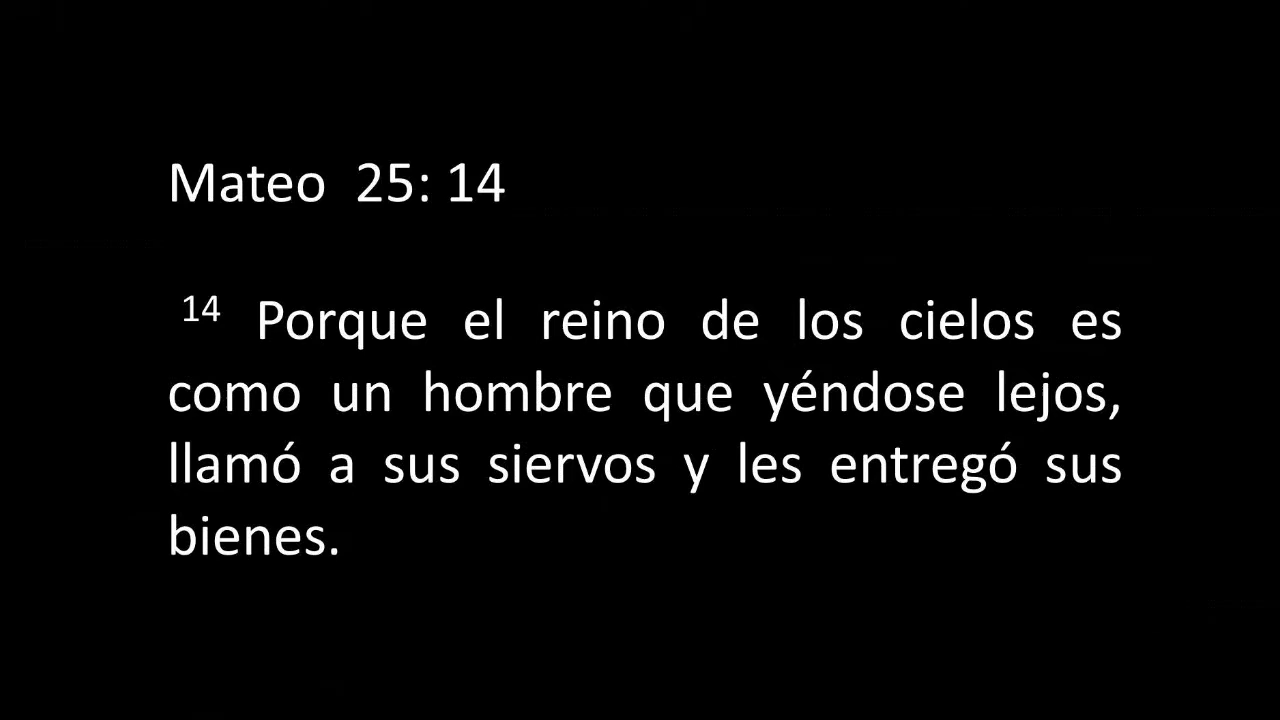 Mateo 25: 14
14 Porque el reino de los cielos es
como un hombre que yéndose lejos,
llamó a sus siervos y les entregó sus
bienes.